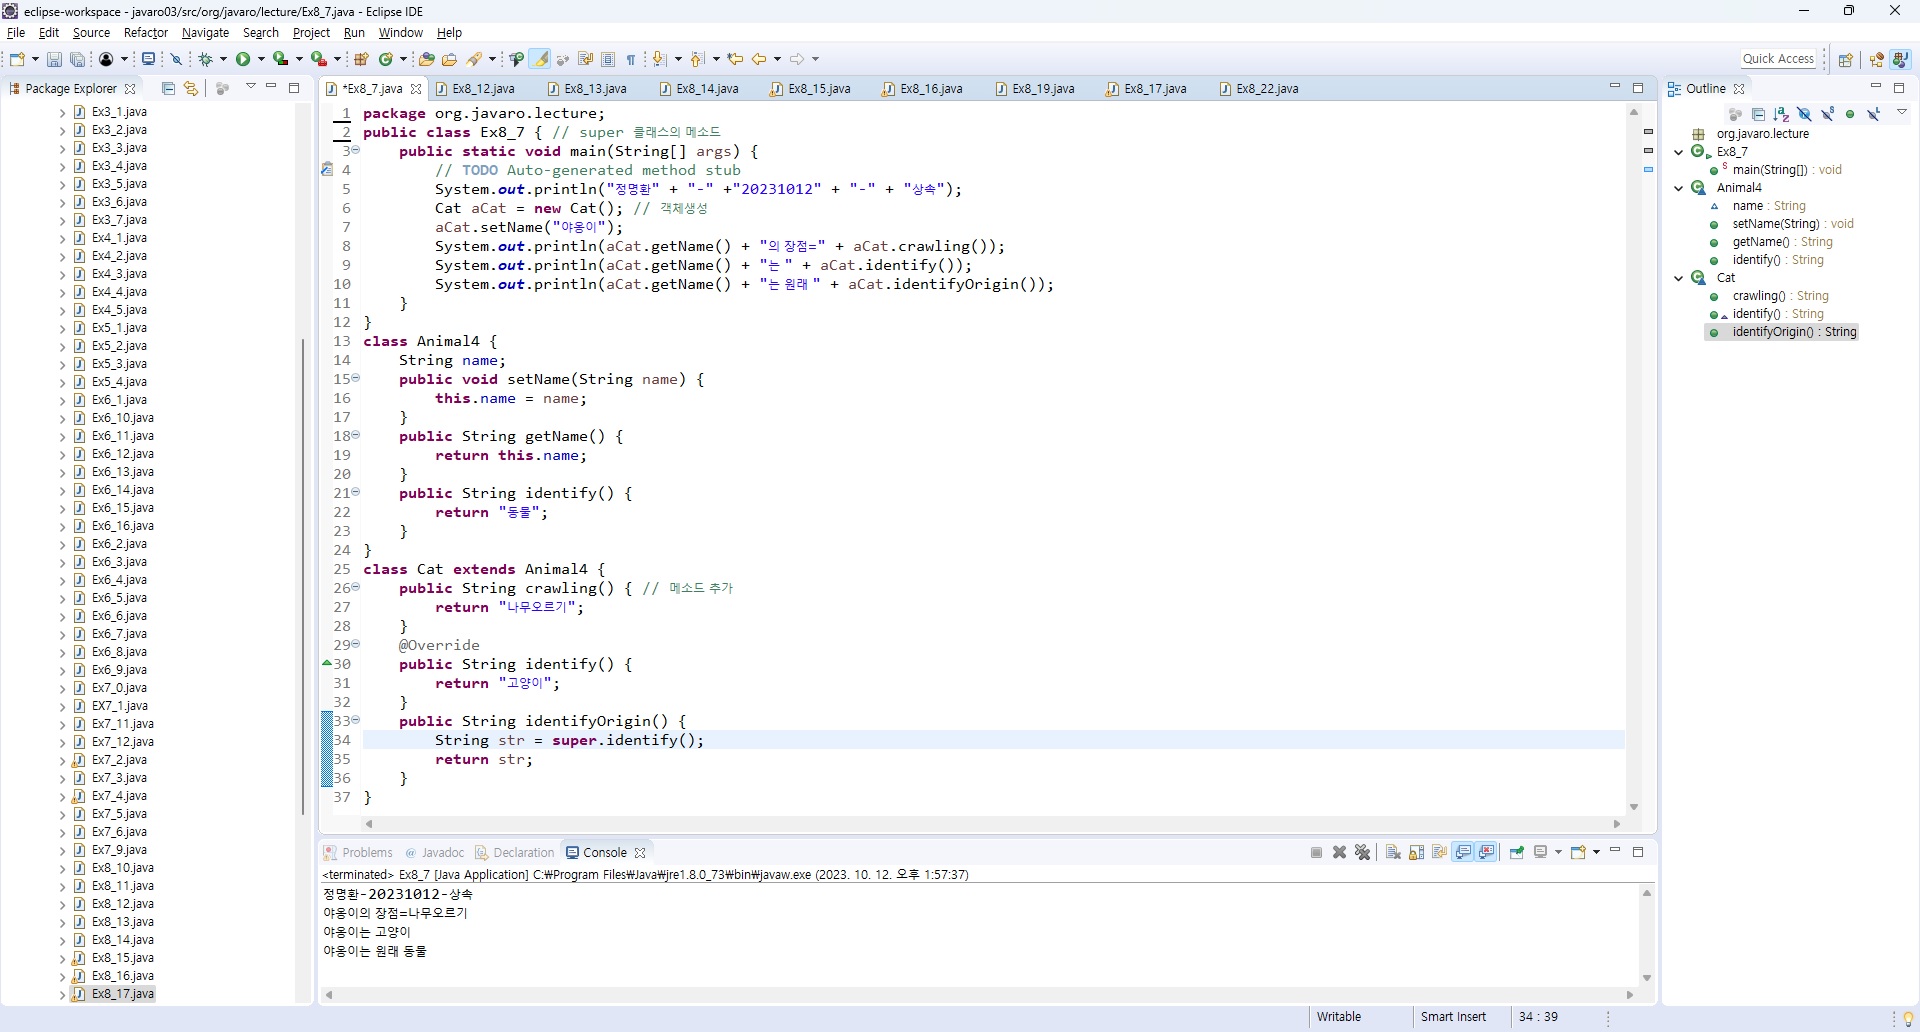 eclipse-workspace - javaro03/src/org/javaro/lecture/Ex8_7.java - Eclipse IDE
File Edit Source Refactor Navigate Search Project Run Window Help
Quick Access
Package Explorer
Ex3_1.java
Ex3_2.java
Ex3_3.java
Ex3_4.java
Ex3_5.java
Ex3_6.java
Ex3_7.java
Ex4_1.java
Ex4_2.java
Ex4_3.java
Ex4_4.java
Ex4_5.java
Ex5_1.java
Ex5_2.java
Ex5_3.java
Ex5_4.java
Ex6_1.java
Ex6_10.java
Ex6_11.java
Ex6_12.java
Ex6_13.java
Ex6_14.java
Ex6_15.java
Ex6_16.java
Ex6_2.java
Ex6_3.java
Ex6_4.java
Ex6_5.java
Ex6_6.java
Ex6_7.java
Ex6_8.java
Ex6_9.java
Ex7_0.java
EX7_1.java
Ex7_11.java
Ex7_12.java
Ex7_2.java
Ex7_3.java
Ex7_4.java
Ex7_5.java
Ex7_6.java
Ex7_9.java
Ex8_10.java
Ex8_11.java
Ex8_12.java
Ex8_13.java
Ex8_14.java
Ex8_15.java
Ex8_16.java
Ex8_17.java
*Ex8_7.java Ex8_12.java Ex8_13.java Ex8_14.java Ex8_15.java Ex8_16.java Ex8_19.java Ex8_17.java Ex8_22.java
1 package org.javaro.lecture;
2 public class Ex8_7 { // super 클래스의 메소드
3 public static void main(String[] args) {
4 // TODO Auto-generated method stub
5 System.out.println("정명환" + "-" +"20231012" + "-" + "상속");
6 Cat aCat = new Cat(); // 객체생성
7 aCat.setName("야옹이");
8 System.out.println(aCat.getName() + "의 장점=" + aCat.crawling());
9 System.out.println(aCat.getName() + "는 " + aCat.identify());
10 System.out.println(aCat.getName() + "는 원래 " + aCat.identifyOrigin());
11 }
12 }
13 class Animal4 {
14 String name;
15 public void setName(String name) {
16 this.name = name;
17 }
18 public String getName() {
19 return this.name;
20 }
21 public String identify() {
22 return "동물";
23 }
24 }
25 class Cat extends Animal4 {
26 public String crawling() { // 메소드 추가
27 return "나무오르기";
28 }
29 @Override
30 public String identify() {
31 return "고양이";
32 }
33 public String identifyOrigin() {
34 String str = super.identify();
35 return str;
36 }
37 }
Outline
org.javaro.lecture
Ex8_7
main(String[]) : void
Animal4
name : String
setName(String) : void
getName() : String
identify() : String
Cat
crawling() : String
identify() : String
identifyOrigin() : String
Problems Javadoc Declaration Console
<terminated> Ex8_7 [Java Application] C:₩Program Files₩Java₩jre1.8.0_73₩bin₩javaw.exe (2023. 10. 12. 오후 1:57:37)
정명환-20231012-상속
야옹이의 장점=나무오르기
야옹이는 고양이
야옹이는 원래 동물
Writable Smart Insert 34 : 39